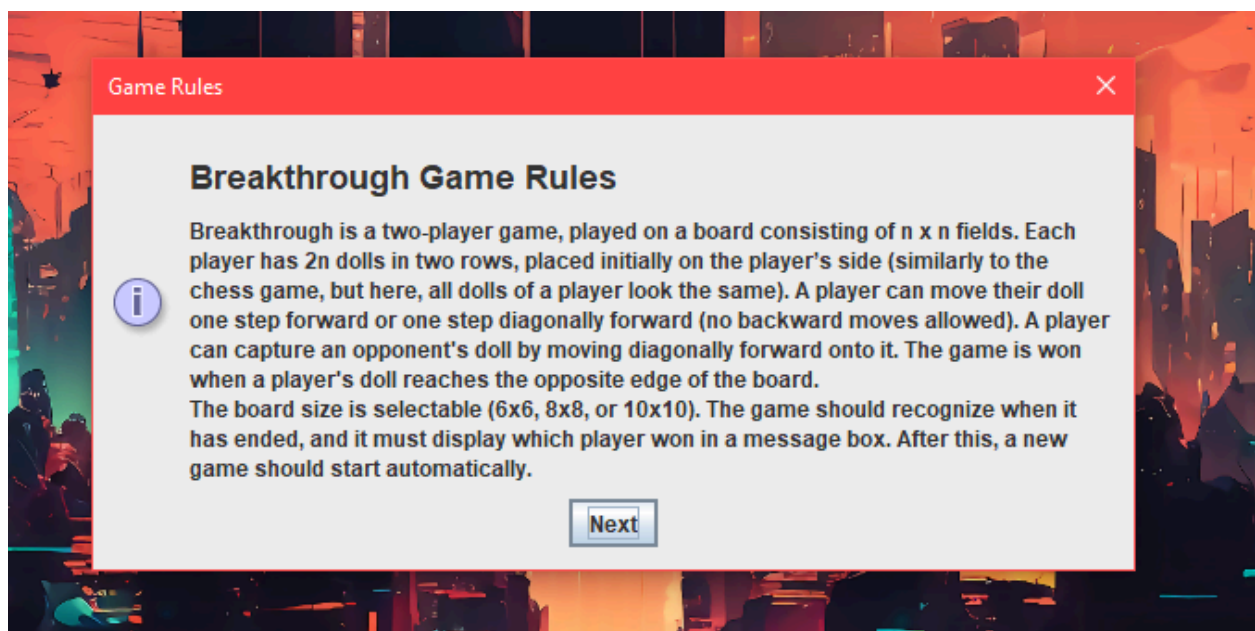 Game Rules
Breakthrough Game Rules
Breakthrough is a two-player game, played on a board consisting of n x n fields. Each
player has 2n dolls in two rows, placed initially on the player’s side (similarly to the
chess game, but here, all dolls of a player look the same). A player can move their doll
one step forward or one step diagonally forward (no backward moves allowed). A player
can capture an opponent's doll by moving diagonally forward onto it. The game is won
when a player's doll reaches the opposite edge of the board.
The board size is selectable (6x6, 8x8, or 10x10). The game should recognize when it
has ended, and it must display which player won in a message box. After this, a new
game should start automatically.
Next